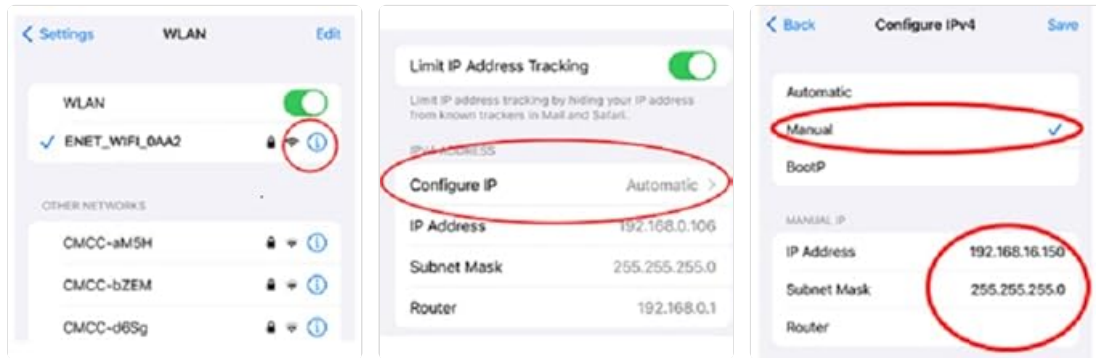 Settings
WLAN
Edit
WLAN
ENET_WIFI_0AA2
OTHER NETWORKS
CMCC-aM5H
CMCC-bZEM
CMCC-d6Sg
Limit IP Address Tracking
Limit IP address tracking by hiding your IP address
from known trackers in Mail and Safari.
IPV4 ADDRESS
Configure IP
Automatic
IP Address
192.168.0.106
Subnet Mask
255.255.255.0
Router
192.168.0.1
Back
Configure IPv4
Save
Automatic
Manual
BootP
MANUAL IP
IP Address
192.168.16.150
Subnet Mask
255.255.255.0
Router